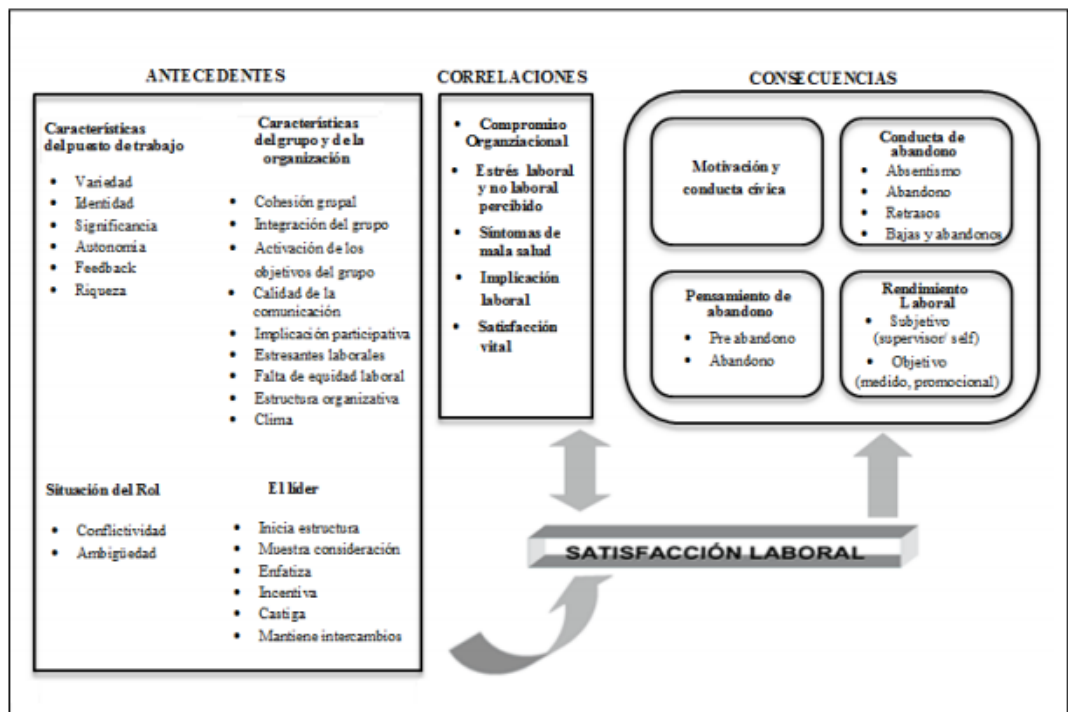 ANTECEDENTES
Características
del puesto de trabajo
• Variedad
• Identidad
• Significancia
• Autonomía
• Feedback
• Riqueza
Características
del grupo y de la
organización
• Cohesión grupal
• Integración del grupo
• Activación de los
objetivos del grupo
• Calidad de la
comunicación
• Implicación participativa
• Estresantes laborales
• Falta de equidad laboral
• Estructura organizativa
• Clima
Situación del Rol
• Conflictividad
• Ambigüedad
El líder
• Inicia estructura
• Muestra consideración
• Enfatiza
• Incentiva
• Castiga
• Mantiene intercambios
CORRELACIONES
• Compromiso
Organziacional
• Estrés laboral
y no laboral
percibido
• Síntomas de
mala salud
• Implicación
laboral
• Satisfacción
vital
CONSECUENCIAS
Motivación y
conducta cívica
Conducta de
abandono
• Absentismo
• Abandono
• Retrasos
• Bajas y abandonos
Pensamiento de
abandono
• Pre abandono
• Abandono
Rendimiento
Laboral
• Subjetivo
(supervisor/ self)
• Objetivo
(medido, promocional)
SATISFACCIÓN LABORAL